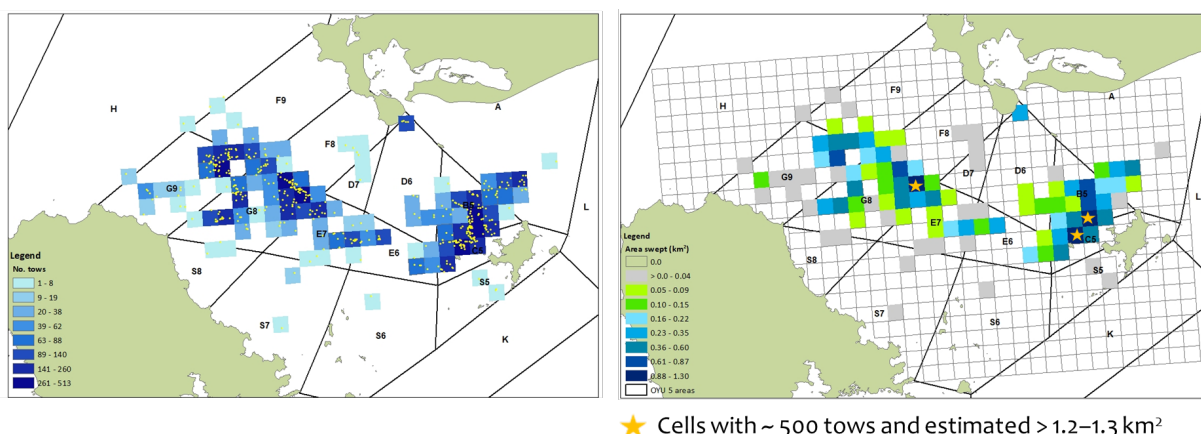 H
F9
A
F8
D6
D7
G9
G8
B5
L
E7
E6
C5
S8
S5
S7
S6
K
Legend
No. tows
1 - 8
9 - 19
20 - 38
39 - 62
63 - 88
89 - 140
141 - 260
261 - 513
H
F9
A
F8
D6
D7
G9
G8
B5
L
E7
E6
C5
S8
S5
S7
S6
K
Legend
Area swept (km²)
0.0
> 0.0 - 0.04
0.05 - 0.09
0.10 - 0.15
0.16 - 0.22
0.23 - 0.35
0.36 - 0.60
0.61 - 0.87
0.88 - 1.30
OYU 5 areas
Cells with ~ 500 tows and estimated > 1.2–1.3 km²